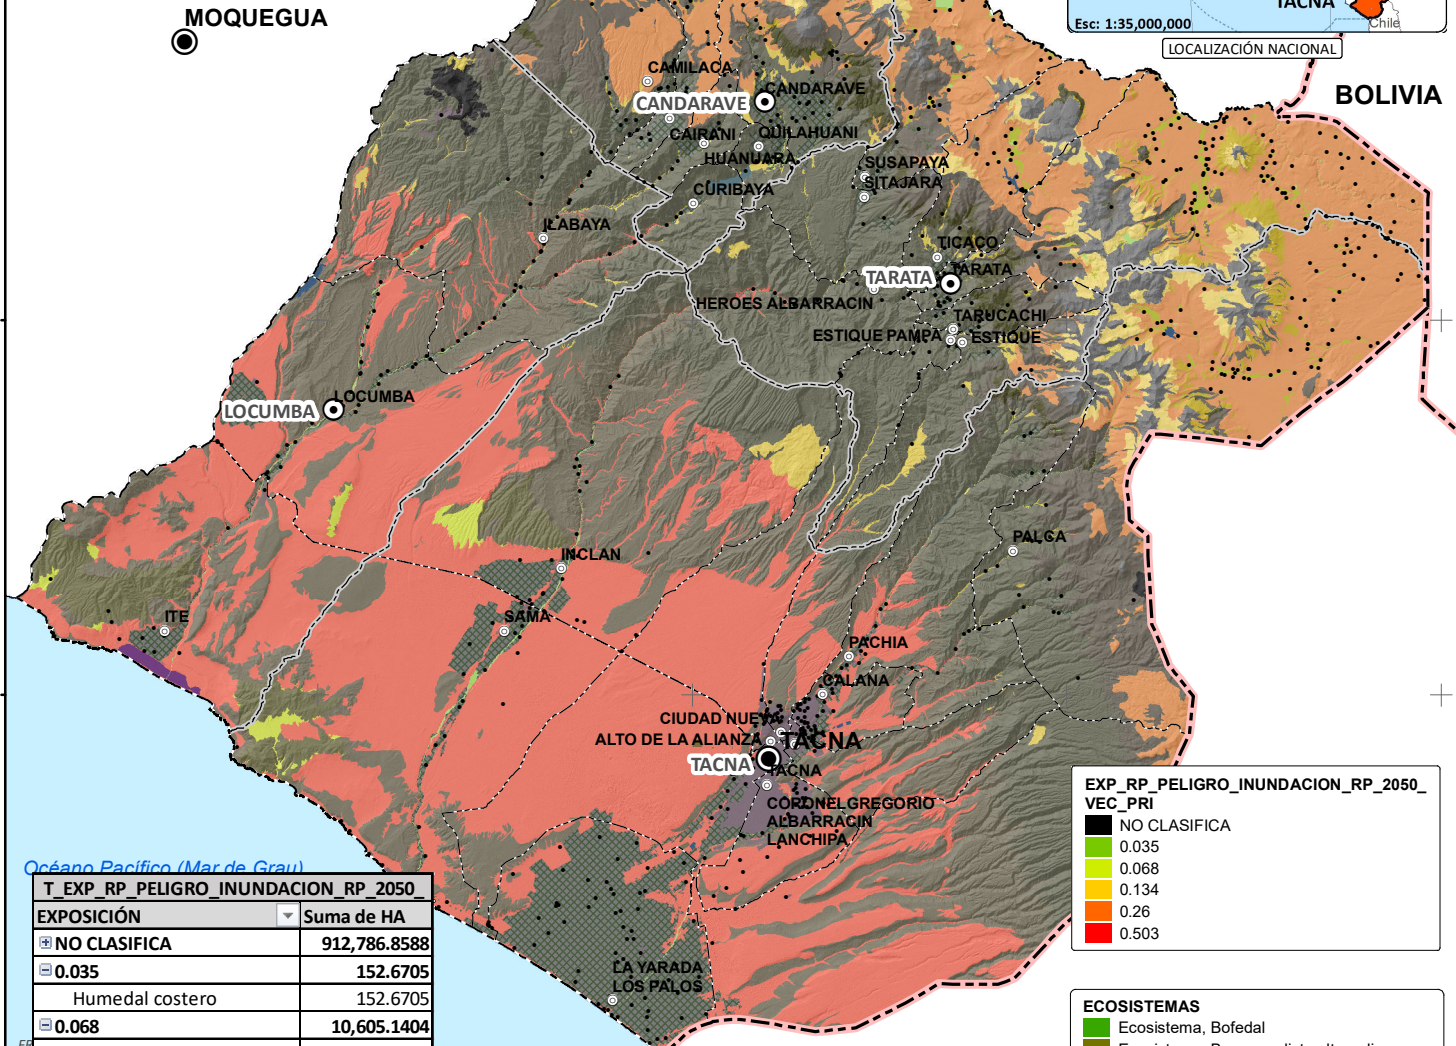 MOQUEGUA
TACNA
Chile
Esc: 1:35,000,000
LOCALIZACIÓN NACIONAL
BOLIVIA
CAMILACA
CANDARAVE
CANDARAVE
CAIRANI
QUILAHUANI
HUANUARA
SUSAPAYA
SITAJARA
CURIBAYA
ILABAYA
TICACO
TARATA
TARATA
HEROES ALBARRACIN
TARUCACHI
ESTIQUE PAMPA
ESTIQUE
LOCUMBA
LOCUMBA
PALCA
INCLAN
ITE
SAMA
PACHIA
CALANA
CIUDAD NUEVA
ALTO DE LA ALIANZA
TACNA
TACNA
TACNA
CORONEL GREGORIO
ALBARRACIN
LANCHIPA
LA YARADA
LOS PALOS
Océano Pacífico (Mar de Grau)
EXP_RP_PELIGRO_INUNDACION_RP_2050_
VEC_PRI
NO CLASIFICA
0.035
0.068
0.134
0.26
0.503
T_EXP_RP_PELIGRO_INUNDACION_RP_2050_
EXPOSICIÓN Suma de HA
NO CLASIFICA 912,786.8588
0.035 152.6705
Humedal costero 152.6705
0.068 10,605.1404
ECOSISTEMAS
Ecosistema, Bofedal